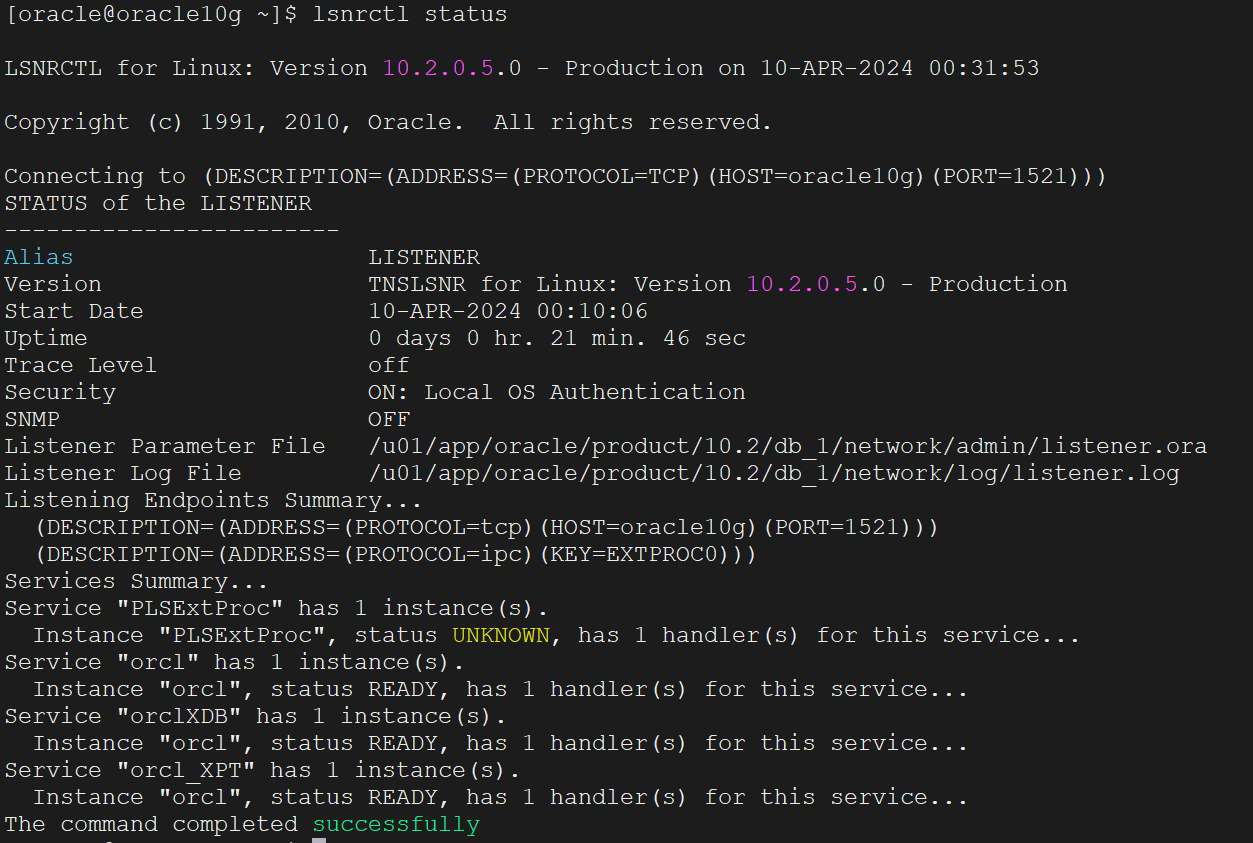 [oracle@oracle10g ~]$ lsnrctl status
LSNRCTL for Linux: Version 10.2.0.5.0 - Production on 10-APR-2024 00:31:53
Copyright (c) 1991, 2010, Oracle.  All rights reserved.
Connecting to (DESCRIPTION=(ADDRESS=(PROTOCOL=TCP)(HOST=oracle10g)(PORT=1521)))
STATUS of the LISTENER
------------------------
Alias                     LISTENER
Version                   TNSLSNR for Linux: Version 10.2.0.5.0 - Production
Start Date                10-APR-2024 00:10:06
Uptime                    0 days 0 hr. 21 min. 46 sec
Trace Level               off
Security                  ON: Local OS Authentication
SNMP                      OFF
Listener Parameter File   /u01/app/oracle/product/10.2/db_1/network/admin/listener.ora
Listener Log File         /u01/app/oracle/product/10.2/db_1/network/log/listener.log
Listening Endpoints Summary...
  (DESCRIPTION=(ADDRESS=(PROTOCOL=tcp)(HOST=oracle10g)(PORT=1521)))
  (DESCRIPTION=(ADDRESS=(PROTOCOL=ipc)(KEY=EXTPROC0)))
Services Summary...
Service "PLSExtProc" has 1 instance(s).
  Instance "PLSExtProc", status UNKNOWN, has 1 handler(s) for this service...
Service "orcl" has 1 instance(s).
  Instance "orcl", status READY, has 1 handler(s) for this service...
Service "orclXDB" has 1 instance(s).
  Instance "orcl", status READY, has 1 handler(s) for this service...
Service "orcl_XPT" has 1 instance(s).
  Instance "orcl", status READY, has 1 handler(s) for this service...
The command completed successfully